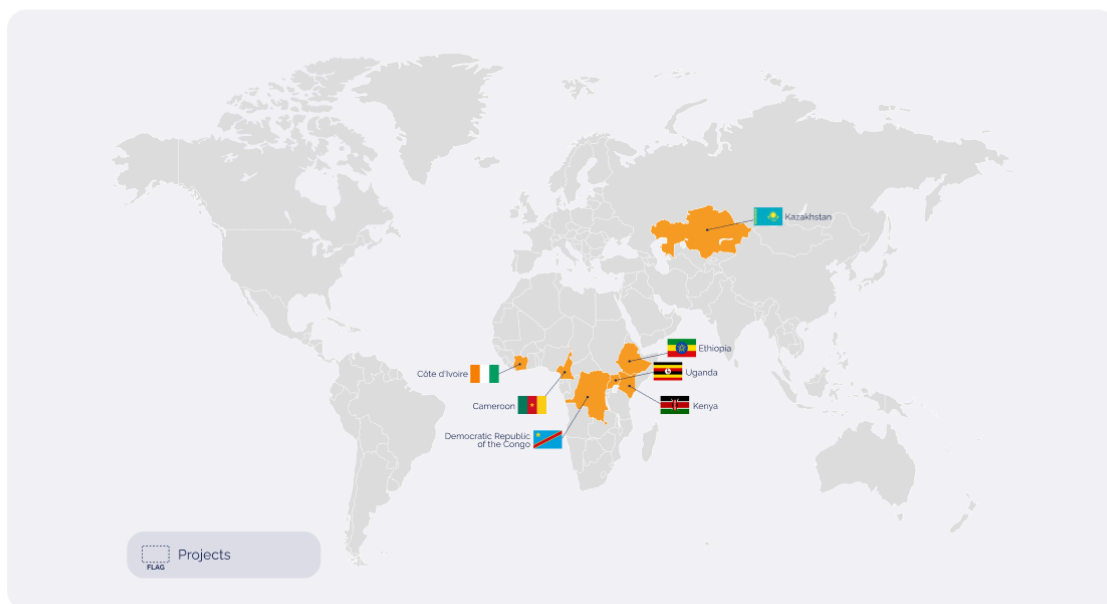 Kazakhstan
Ethiopia
Côte d'Ivoire
Uganda
Cameroon
Kenya
Democratic Republic
of the Congo
Projects
FLAG